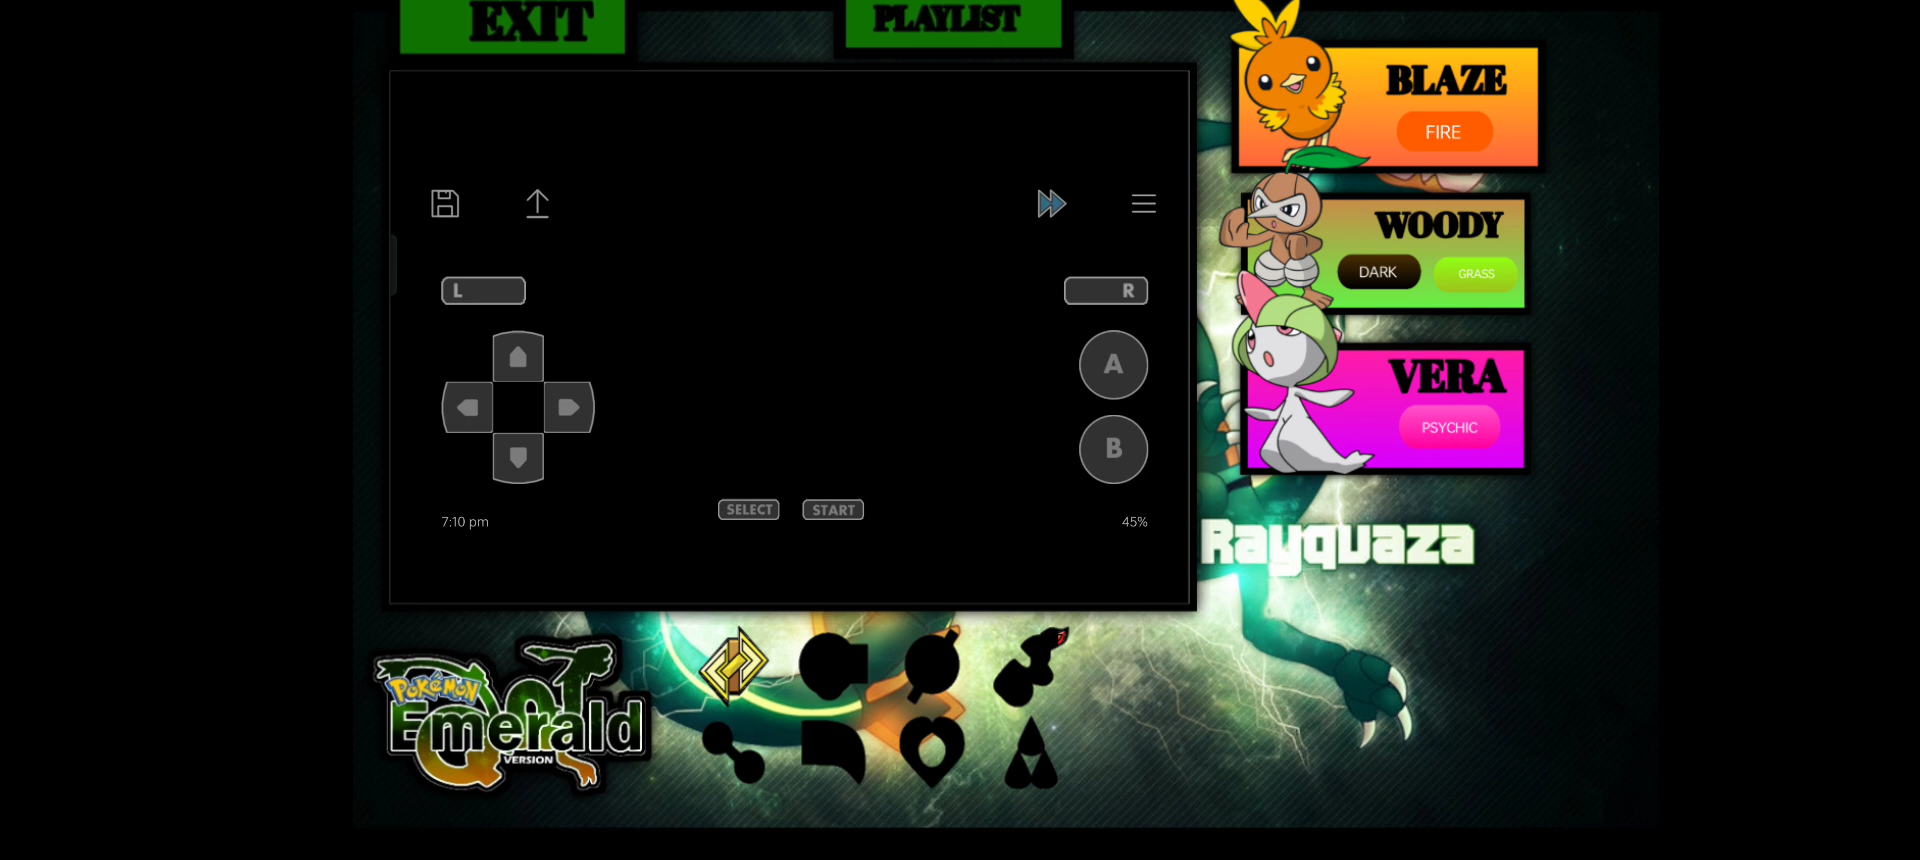 EXIT
PLAYLIST
BLAZE
FIRE
WOODY
DARK
GRASS
VERA
PSYCHIC
L
R
A
B
SELECT
START
7:10 pm
45%
Rayquaza
POKéMON
Emerald
VERSION